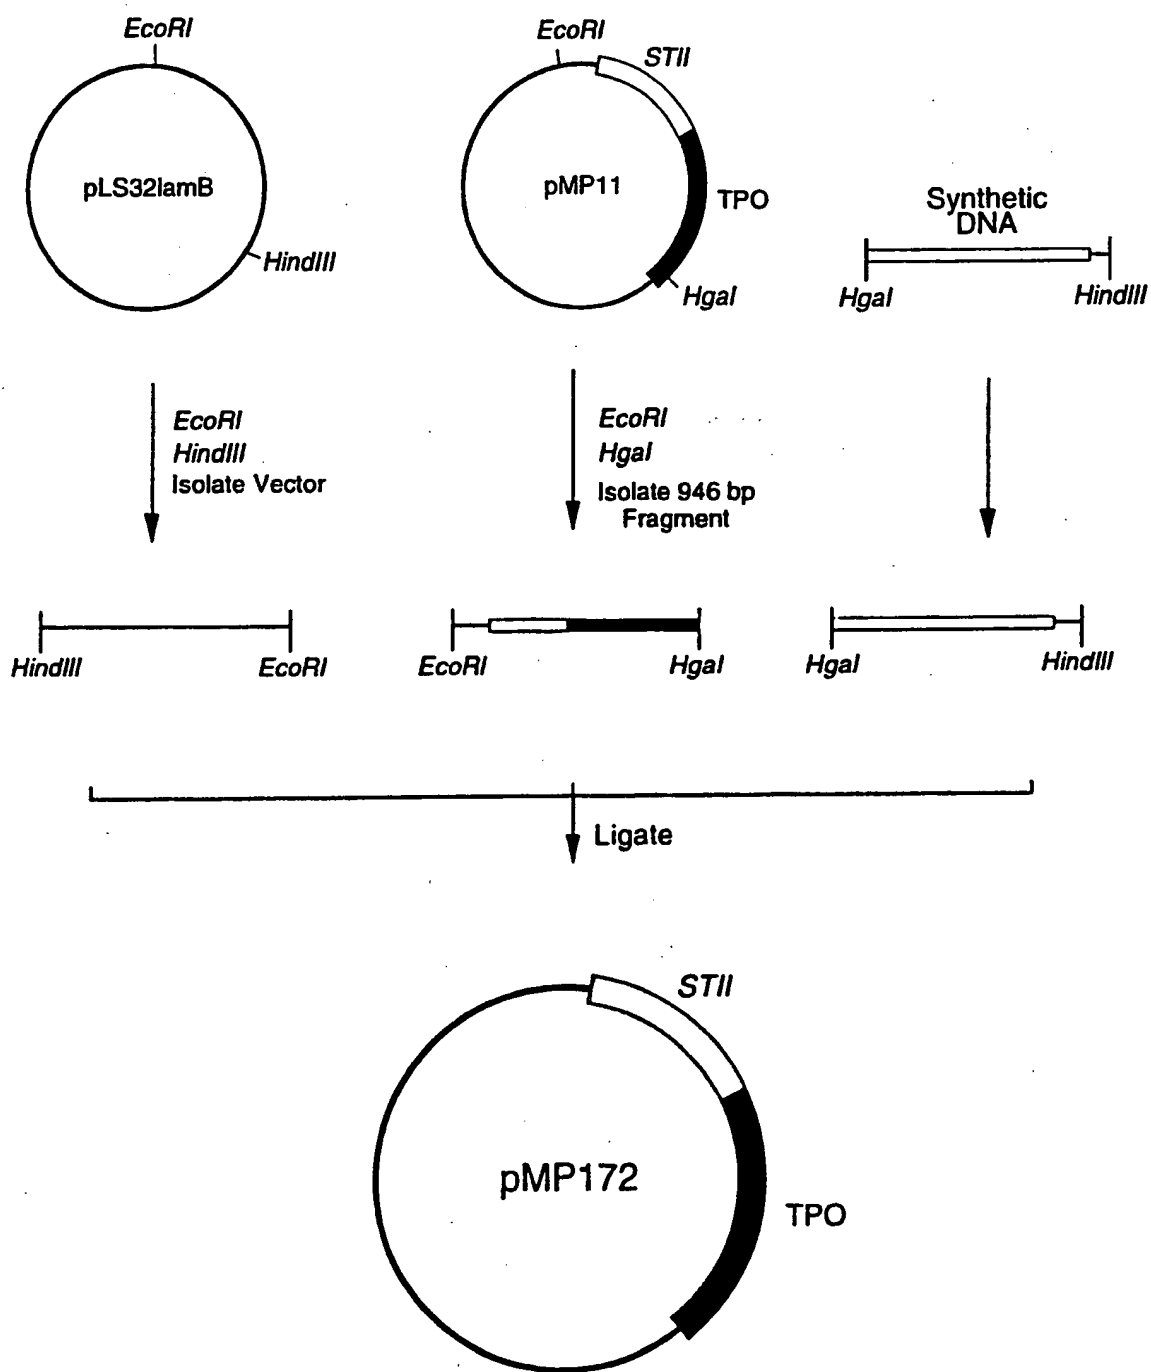 EcoRI
pLS32lamB
HindIII
EcoRI
STII
pMP11
TPO
HgaI
Synthetic
DNA
HgaI
HindIII
EcoRI
HindIII
Isolate Vector
EcoRI
HgaI
Isolate 946 bp
Fragment
HindIII
EcoRI
EcoRI
HgaI
HgaI
HindIII
Ligate
STII
pMP172
TPO